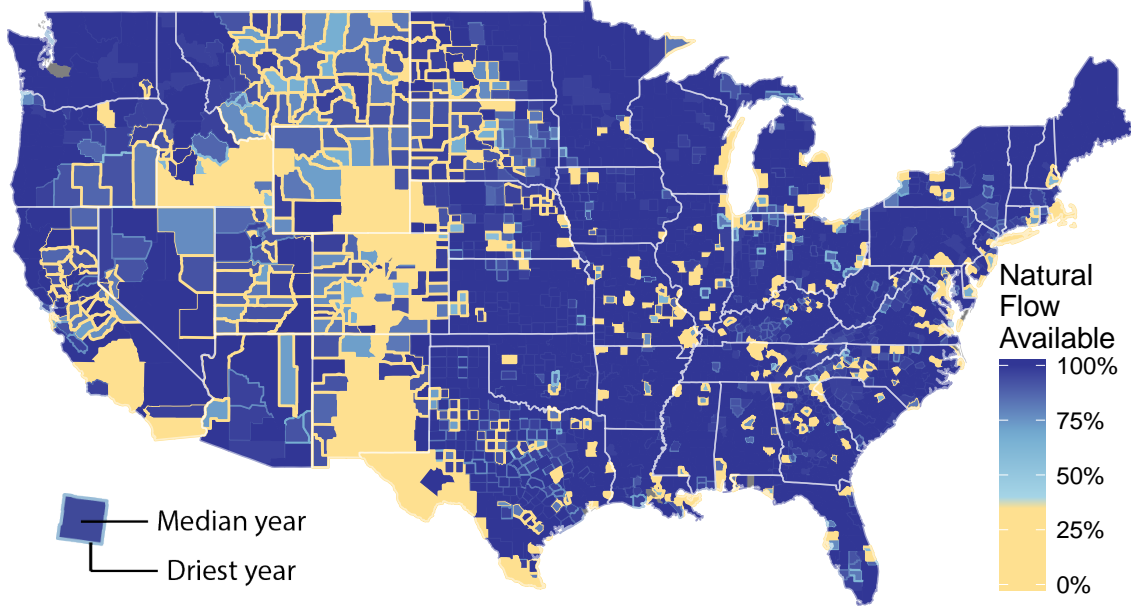 Natural
Flow
Available
100%
75%
50%
25%
0%
Median year
Driest year